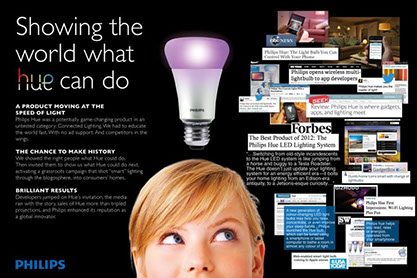 Showing the
world what
hue can do
A PRODUCT MOVING AT THE
SPEED OF LIGHT
Philips Hue was a potentially game-changing product in an
untested category: Connected Lighting. We had to educate
the world fast. With no ad support. And competitors in the
wings.
THE CHANCE TO MAKE HISTORY
We showed the right people what Hue could do.
Then invited them to show us what Hue could do next,
activating a grassroots campaign that shot "smart" lighting
through the blogosphere, into consumers' homes.
BRILLIANT RESULTS
Developers jumped on Hue's invitation, the media
ran with the story, sales of Hue more than tripled
projections, and Philips enhanced its reputation as
a global innovator.
PHILIPS
PHILIPS
abc NEWS
Philips Hue: The Light Bulb You Can
Control With Your Phone
Philips opens wireless multi-
lightbulb to app developers
GEEK
Review: Philips Hue is where gadgets,
apps, and lighting meet
Forbes
The Best Product of 2012: The
Philips Hue LED Lighting System
"...Switching from old-style incandescents
to the Hue LED system is like jumping from
a horse and buggy to a Tesla Roadster.
The Hue doesn't just update your lighting
system for an energy efficient era—it bolts
your home lighting from an Edison-era
antiquity, to a Jetsons-esque curiosity..."
GIZMODO
Philips Hue First
Impressions: Wi-Fi Lighting
Plus Fun
USA
TODAY